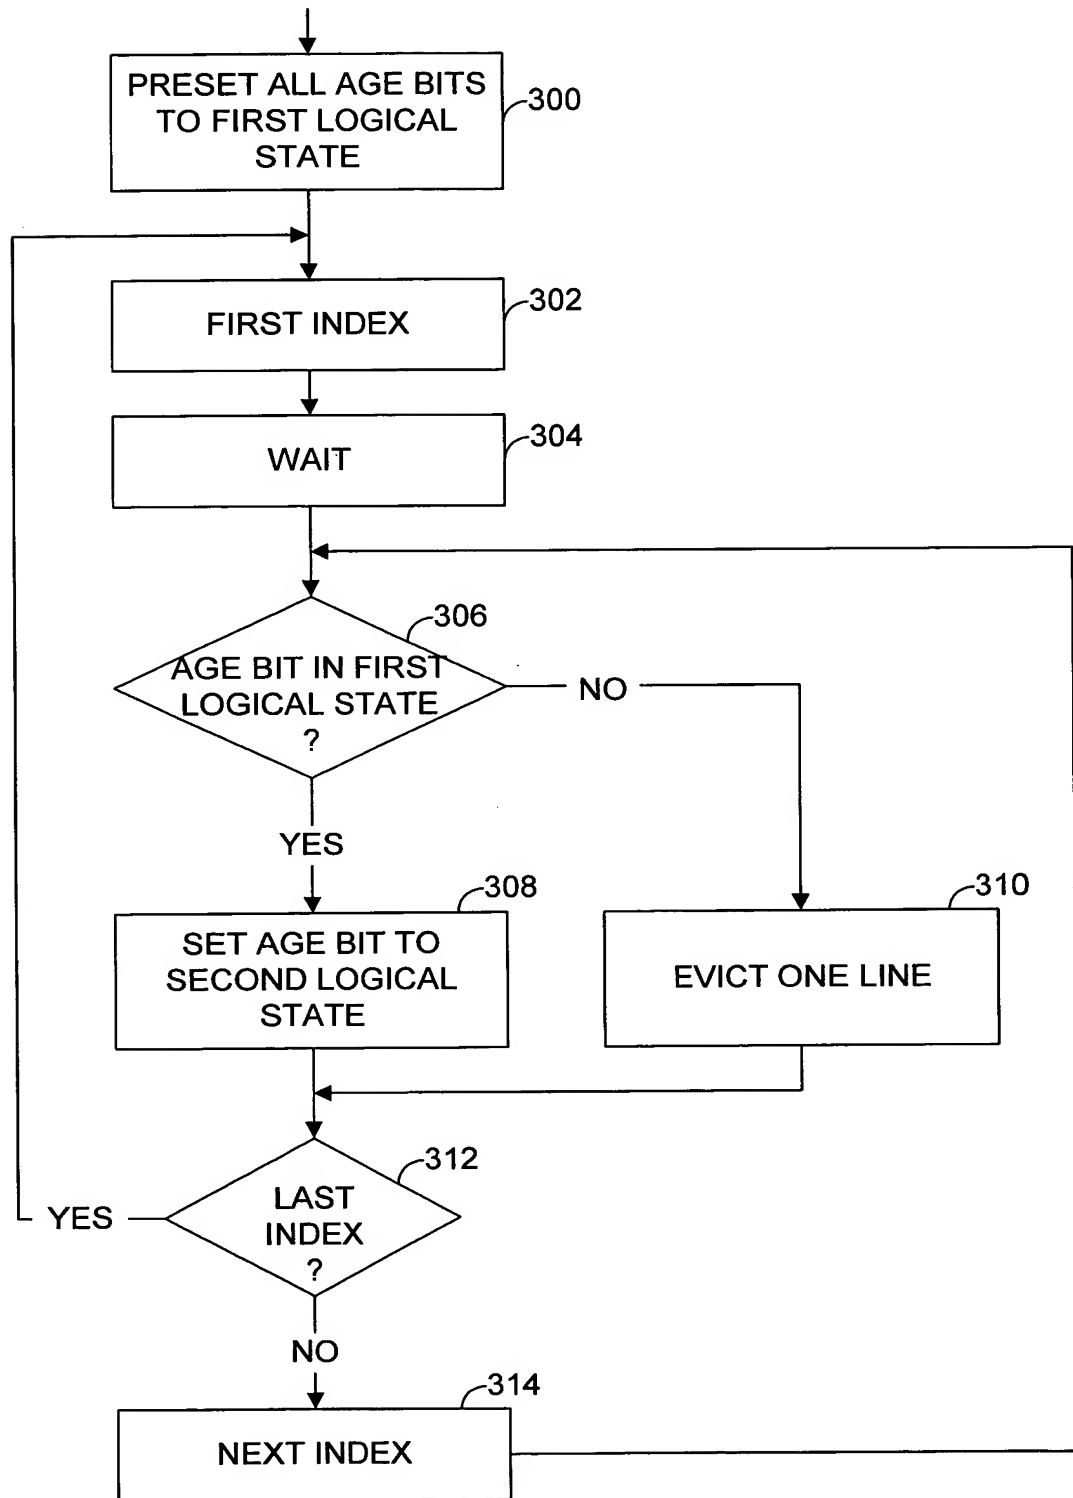 PRESET ALL AGE BITS
TO FIRST LOGICAL
STATE
300
FIRST INDEX
302
WAIT
304
306
AGE BIT IN FIRST
LOGICAL STATE
?
NO
YES
308
SET AGE BIT TO
SECOND LOGICAL
STATE
310
EVICT ONE LINE
312
LAST
INDEX
?
YES
NO
314
NEXT INDEX